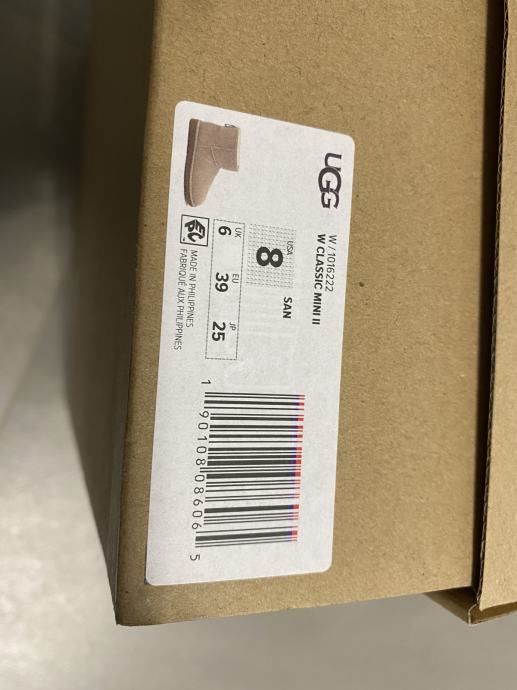 UGG
W / 1016222
W CLASSIC MINI II
USA
8
SAN
UK EU JP
6 39 25
MADE IN PHILIPPINES
FABRIQUÉ AUX PHILIPPINES
1 90108 08606 5